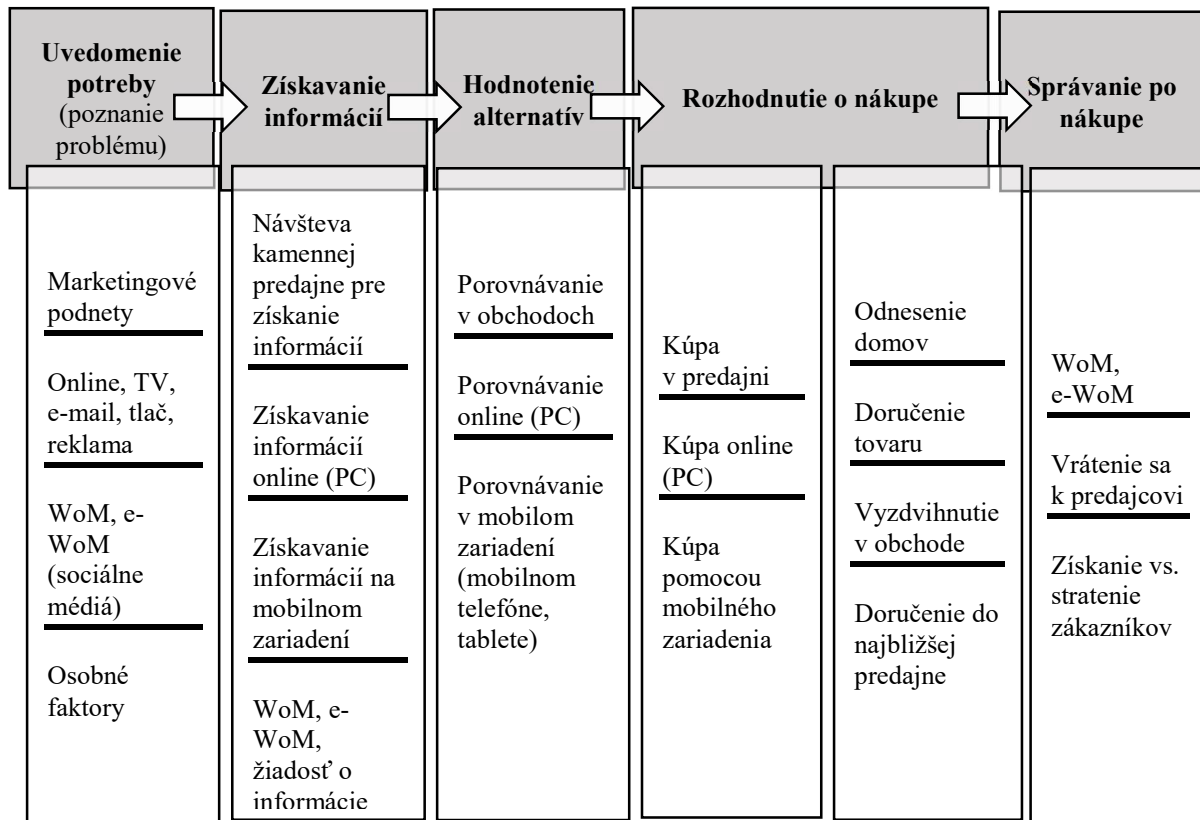 Uvedomenie
potreby
(poznanie
problému)
Získavanie
informácií
Hodnotenie
alternatív
Rozhodnutie o nákupe
Správanie po
nákupe
Marketingové
podnety
Online, TV,
e-mail, tlač,
reklama
WoM, e-
WoM
(sociálne
médiá)
Osobné
faktory
Návšteva
kamennej
predajne pre
získanie
informácií
Získavanie
informácií
online (PC)
Získavanie
informácií na
mobilnom
zariadení
WoM, e-
WoM,
žiadosť o
informácie
Porovnávanie
v obchodoch
Porovnávanie
online (PC)
Porovnávanie
v mobilom
zariadení
(mobilnom
telefóne,
tablete)
Kúpa
v predajni
Kúpa online
(PC)
Kúpa
pomocou
mobilného
zariadenia
Odnesenie
domov
Doručenie
tovaru
Vyzdvihnutie
v obchode
Doručenie do
najbližšej
predajne
WoM,
e-WoM
Vrátenie sa
k predajcovi
Získanie vs.
stratenie
zákazníkov